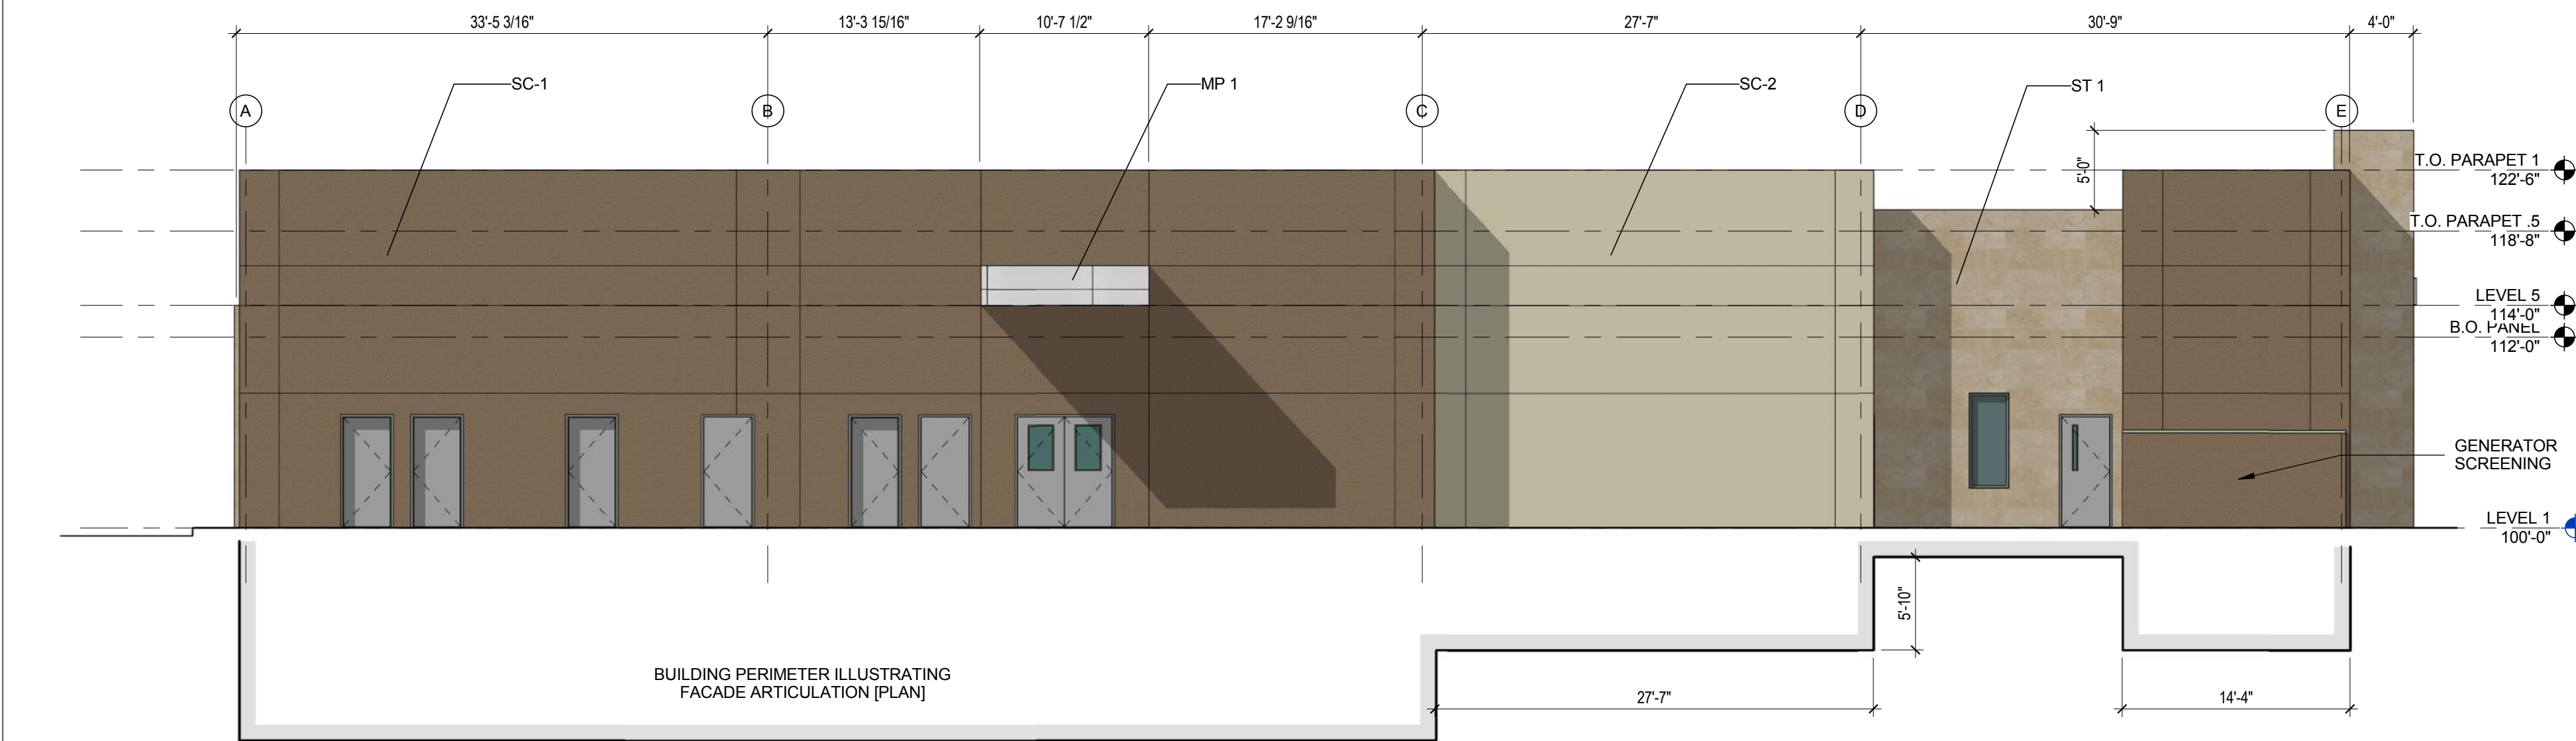 33'-5 3/16"
13'-3 15/16"
10'-7 1/2"
17'-2 9/16"
27'-7"
30'-9"
4'-0"
SC-1
MP 1
SC-2
ST 1
A
B
C
D
E
5'-0"
T.O. PARAPET 1
122'-6"
T.O. PARAPET .5
118'-8"
LEVEL 5
114'-0"
B.O. PANEL
112'-0"
GENERATOR
SCREENING
LEVEL 1
100'-0"
5'-10"
BUILDING PERIMETER ILLUSTRATING
FACADE ARTICULATION [PLAN]
27'-7"
14'-4"